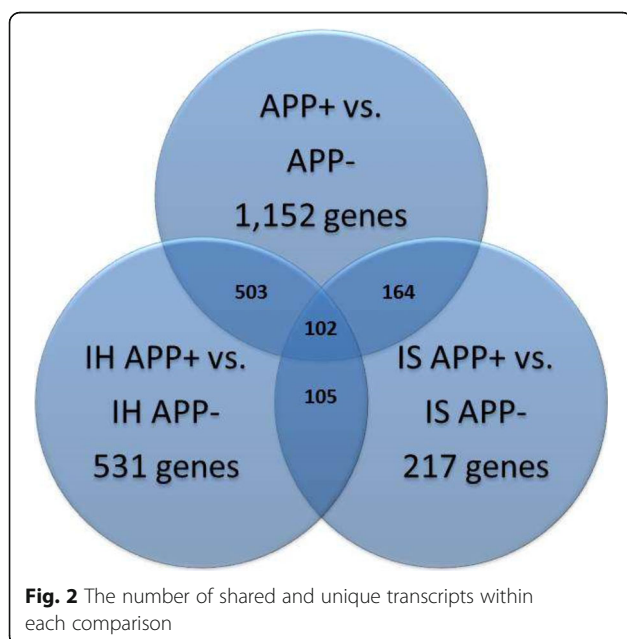 APP+ vs.
APP-
1,152 genes
503
164
102
IH APP+ vs.
IH APP-
531 genes
105
IS APP+ vs.
IS APP-
217 genes
Fig. 2 The number of shared and unique transcripts within
each comparison